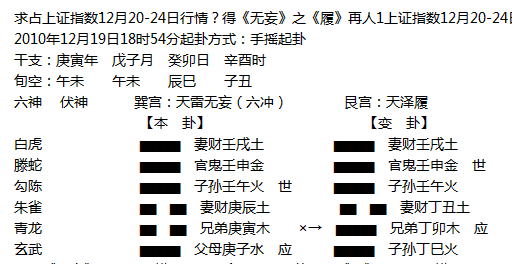 求占上证指数12月20-24日行情？得《无妄》之《履》再人1上证指数12月20-24日
2010年12月19日18时54分起卦方式：手摇起卦
干支：庚寅年 戊子月 癸卯日 辛酉时
旬空：午未 午未 辰巳 子丑
六神 伏神 巽宫：天雷无妄（六冲） 艮宫：天泽履
【本 卦】 【变 卦】
白虎 妻财壬戌土 妻财壬戌土
螣蛇 官鬼壬申金 官鬼壬申金 世
勾陈 子孙壬午火 世 子孙壬午火
朱雀 妻财庚辰土 妻财丁丑土
青龙 兄弟庚寅木 ×→ 兄弟丁卯木 应
玄武 父母庚子水 应 子孙丁巳火